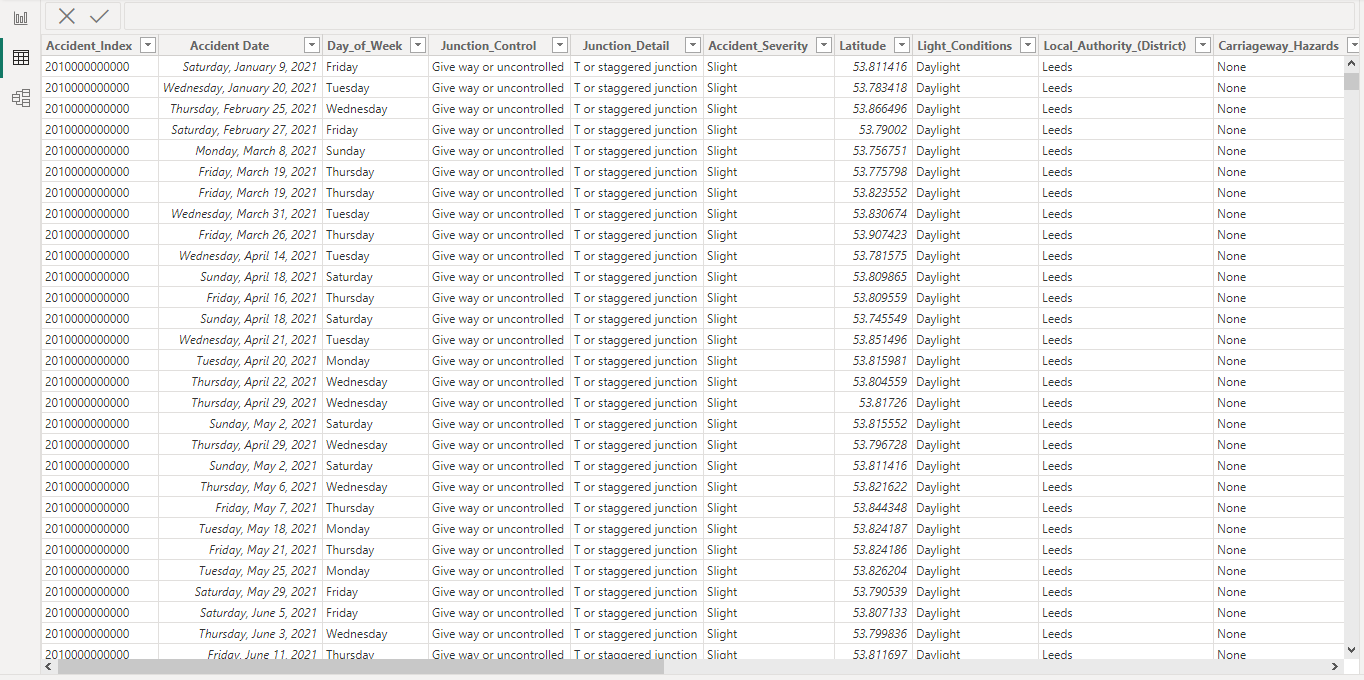 Accident_Index Accident Date Day_of_Week Junction_Control Junction_Detail Accident_Severity Latitude Light_Conditions Local_Authority_(District) Carriageway_Hazards
2010000000000 Saturday, January 9, 2021 Friday Give way or uncontrolled T or staggered junction Slight 53.811416 Daylight Leeds None
2010000000000 Wednesday, January 20, 2021 Tuesday Give way or uncontrolled T or staggered junction Slight 53.783418 Daylight Leeds None
2010000000000 Thursday, February 25, 2021 Wednesday Give way or uncontrolled T or staggered junction Slight 53.866496 Daylight Leeds None
2010000000000 Saturday, February 27, 2021 Friday Give way or uncontrolled T or staggered junction Slight 53.79002 Daylight Leeds None
2010000000000 Monday, March 8, 2021 Sunday Give way or uncontrolled T or staggered junction Slight 53.756751 Daylight Leeds None
2010000000000 Friday, March 19, 2021 Thursday Give way or uncontrolled T or staggered junction Slight 53.775798 Daylight Leeds None
2010000000000 Friday, March 19, 2021 Thursday Give way or uncontrolled T or staggered junction Slight 53.823552 Daylight Leeds None
2010000000000 Wednesday, March 31, 2021 Tuesday Give way or uncontrolled T or staggered junction Slight 53.830674 Daylight Leeds None
2010000000000 Friday, March 26, 2021 Thursday Give way or uncontrolled T or staggered junction Slight 53.907423 Daylight Leeds None
2010000000000 Wednesday, April 14, 2021 Tuesday Give way or uncontrolled T or staggered junction Slight 53.781575 Daylight Leeds None
2010000000000 Sunday, April 18, 2021 Saturday Give way or uncontrolled T or staggered junction Slight 53.809865 Daylight Leeds None
2010000000000 Friday, April 16, 2021 Thursday Give way or uncontrolled T or staggered junction Slight 53.809559 Daylight Leeds None
2010000000000 Sunday, April 18, 2021 Saturday Give way or uncontrolled T or staggered junction Slight 53.745549 Daylight Leeds None
2010000000000 Wednesday, April 21, 2021 Tuesday Give way or uncontrolled T or staggered junction Slight 53.851496 Daylight Leeds None
2010000000000 Tuesday, April 20, 2021 Monday Give way or uncontrolled T or staggered junction Slight 53.815981 Daylight Leeds None
2010000000000 Thursday, April 22, 2021 Wednesday Give way or uncontrolled T or staggered junction Slight 53.804559 Daylight Leeds None
2010000000000 Thursday, April 29, 2021 Wednesday Give way or uncontrolled T or staggered junction Slight 53.81726 Daylight Leeds None
2010000000000 Sunday, May 2, 2021 Saturday Give way or uncontrolled T or staggered junction Slight 53.815552 Daylight Leeds None
2010000000000 Thursday, April 29, 2021 Wednesday Give way or uncontrolled T or staggered junction Slight 53.796728 Daylight Leeds None
2010000000000 Sunday, May 2, 2021 Saturday Give way or uncontrolled T or staggered junction Slight 53.811416 Daylight Leeds None
2010000000000 Thursday, May 6, 2021 Wednesday Give way or uncontrolled T or staggered junction Slight 53.821622 Daylight Leeds None
2010000000000 Friday, May 7, 2021 Thursday Give way or uncontrolled T or staggered junction Slight 53.844348 Daylight Leeds None
2010000000000 Tuesday, May 18, 2021 Monday Give way or uncontrolled T or staggered junction Slight 53.824187 Daylight Leeds None
2010000000000 Friday, May 21, 2021 Thursday Give way or uncontrolled T or staggered junction Slight 53.824186 Daylight Leeds None
2010000000000 Tuesday, May 25, 2021 Monday Give way or uncontrolled T or staggered junction Slight 53.826204 Daylight Leeds None
2010000000000 Saturday, May 29, 2021 Friday Give way or uncontrolled T or staggered junction Slight 53.790539 Daylight Leeds None
2010000000000 Saturday, June 5, 2021 Friday Give way or uncontrolled T or staggered junction Slight 53.807133 Daylight Leeds None
2010000000000 Thursday, June 3, 2021 Wednesday Give way or uncontrolled T or staggered junction Slight 53.799836 Daylight Leeds None
2010000000000 Friday, June 11, 2021 Thursday Give way or uncontrolled T or staggered junction Slight 53.811697 Daylight Leeds None